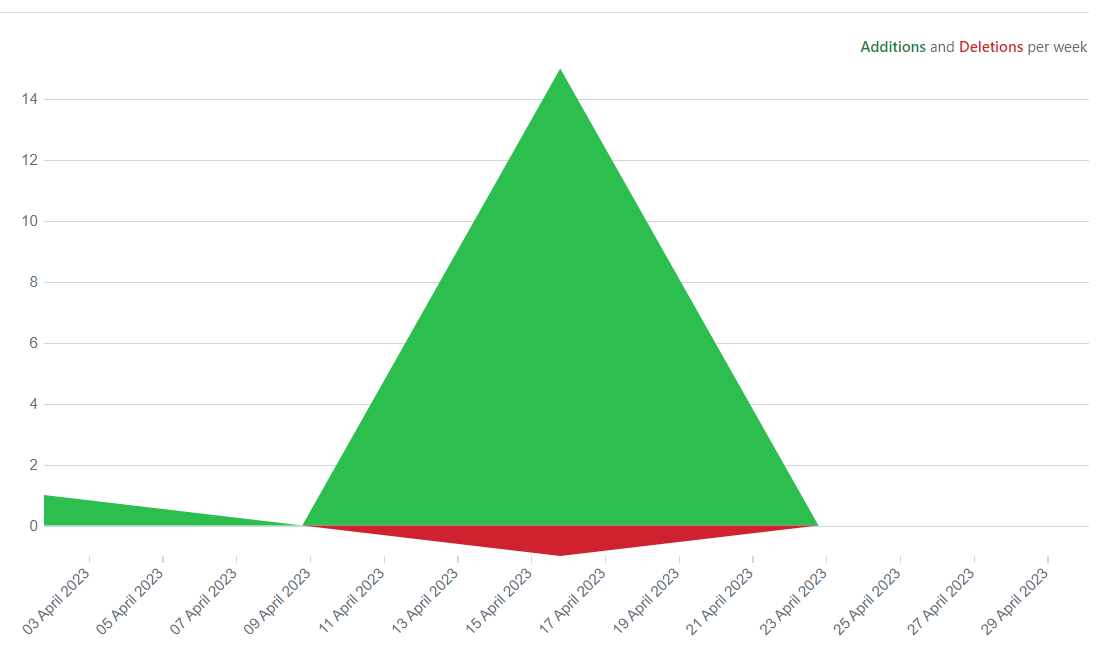 Additions and Deletions per week
14
12
10
8
6
4
2
0
03 April 2023
05 April 2023
07 April 2023
09 April 2023
11 April 2023
13 April 2023
15 April 2023
17 April 2023
19 April 2023
21 April 2023
23 April 2023
25 April 2023
27 April 2023
29 April 2023